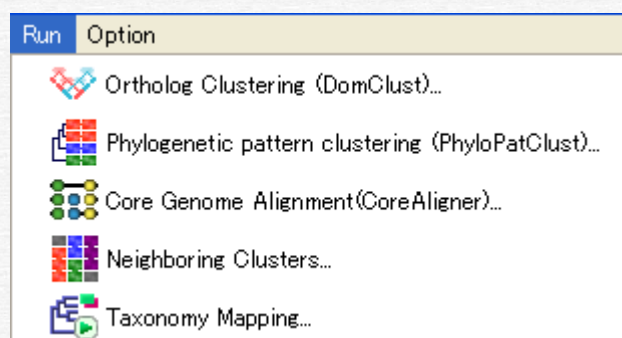 Run Option
Ortholog Clustering (DomClust)...
Phylogenetic pattern clustering (PhyloPatClust)...
Core Genome Alignment(CoreAligner)...
Neighboring Clusters...
Taxonomy Mapping...